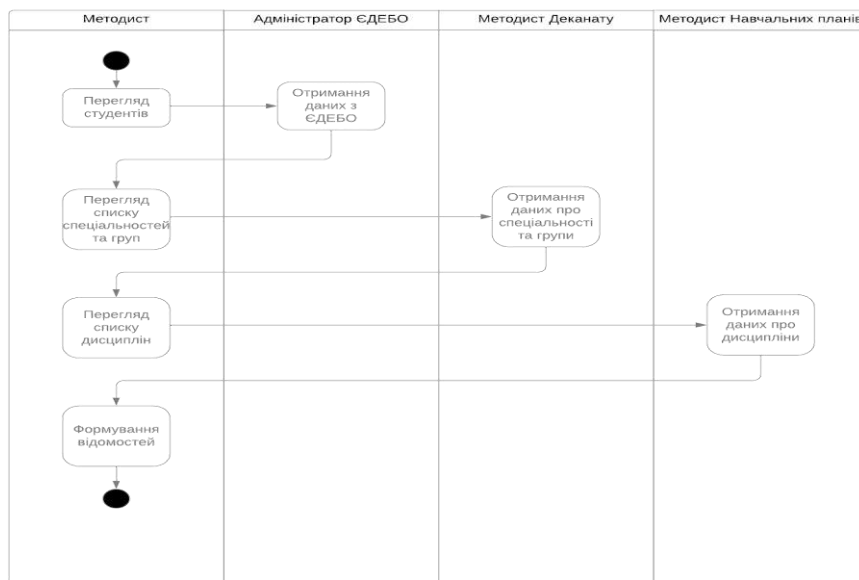 Методист
Адміністратор ЄДЕБО
Методист Деканату
Методист Навчальних планів
Перегляд
студентів
Отримання
даних з
ЄДЕБО
Перегляд
списку
спеціальностей
та груп
Отримання
даних про
спеціальності
та групи
Перегляд
списку
дисциплін
Отримання
даних про
дисципліни
Формування
відомостей